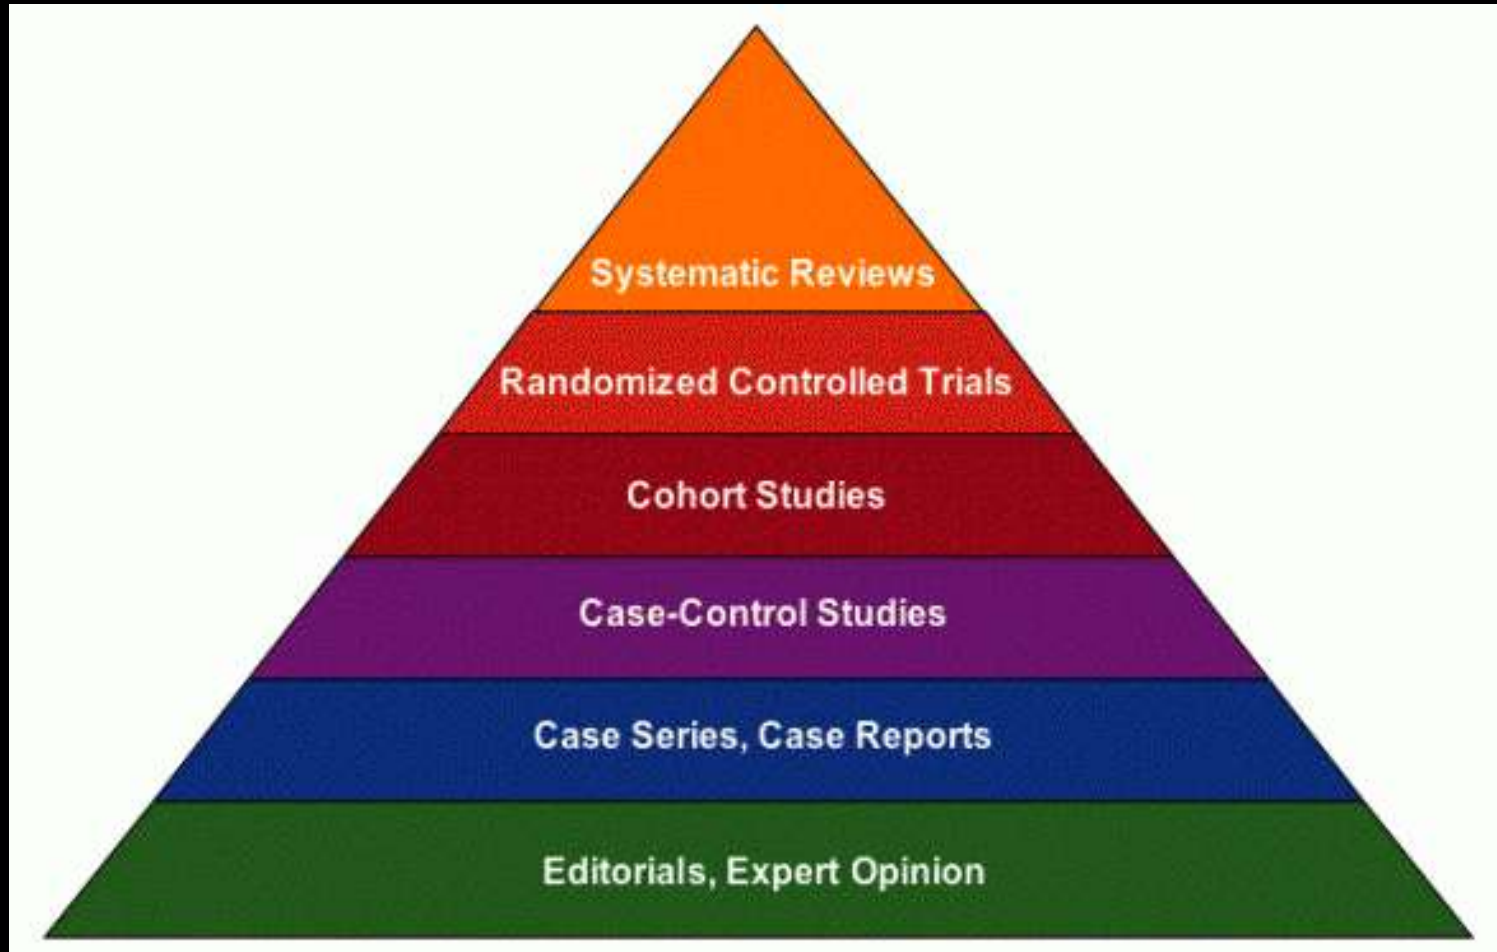 Systematic Reviews
Randomized Controlled Trials
Cohort Studies
Case-Control Studies
Case Series, Case Reports
Editorials, Expert Opinion